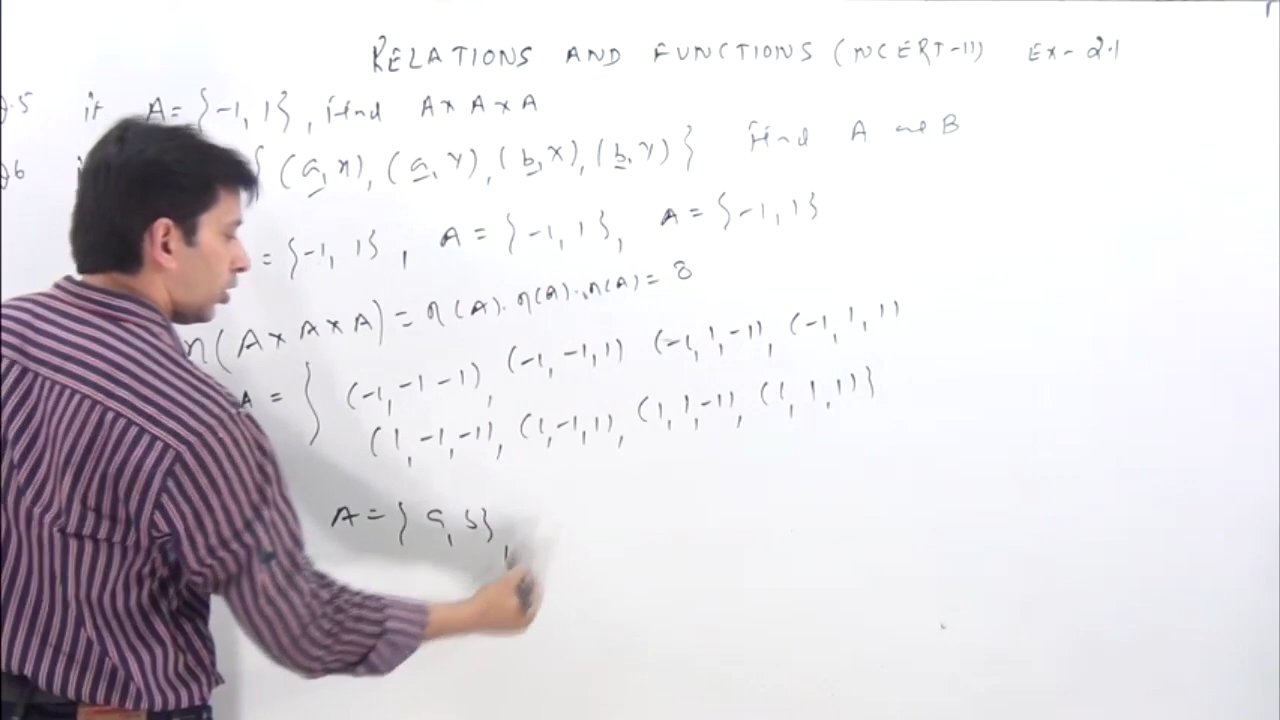 RELATIONS AND FUNCTIONS (NCERT-11) EX-2.1
Q.5 if A={-1, 1}, Find A×A×A
Q6 { (a,x), (a,y), (b,x), (b,y) } Find A and B
= {-1, 1}, A = {-1, 1}, A = {-1, 1}
n(A×A×A) = n(A).n(A).n(A) = 8
A = { (-1,-1-1), (-1,-1,1) (-1,1,-1), (-1,1,1)
(1,-1,-1), (1,-1,1), (1,1,-1), (1,1,1)}
A = { a, b},